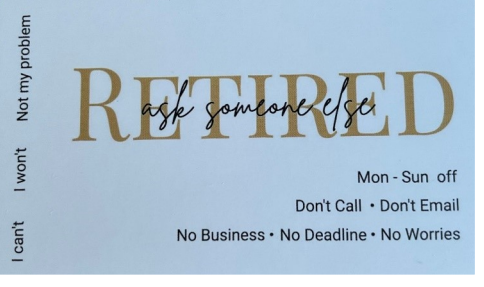 RETIRED
ask someone else
Mon - Sun off
Don't Call • Don't Email
No Business • No Deadline • No Worries
I can't
I won't
Not my problem